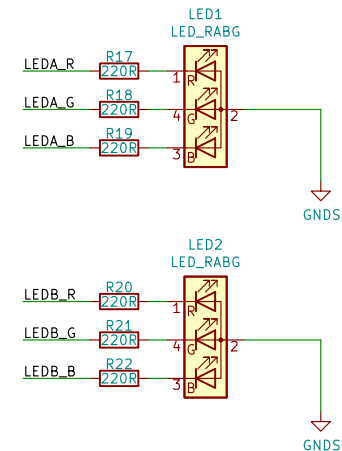 LED1
LED_RABG
LEDA_R R17 220R 1 R
LEDA_G R18 220R 4 G 2
LEDA_B R19 220R 3 B
GNDS
LED2
LED_RABG
LEDB_R R20 220R 1 R
LEDB_G R21 220R 4 G 2
LEDB_B R22 220R 3 B
GNDS